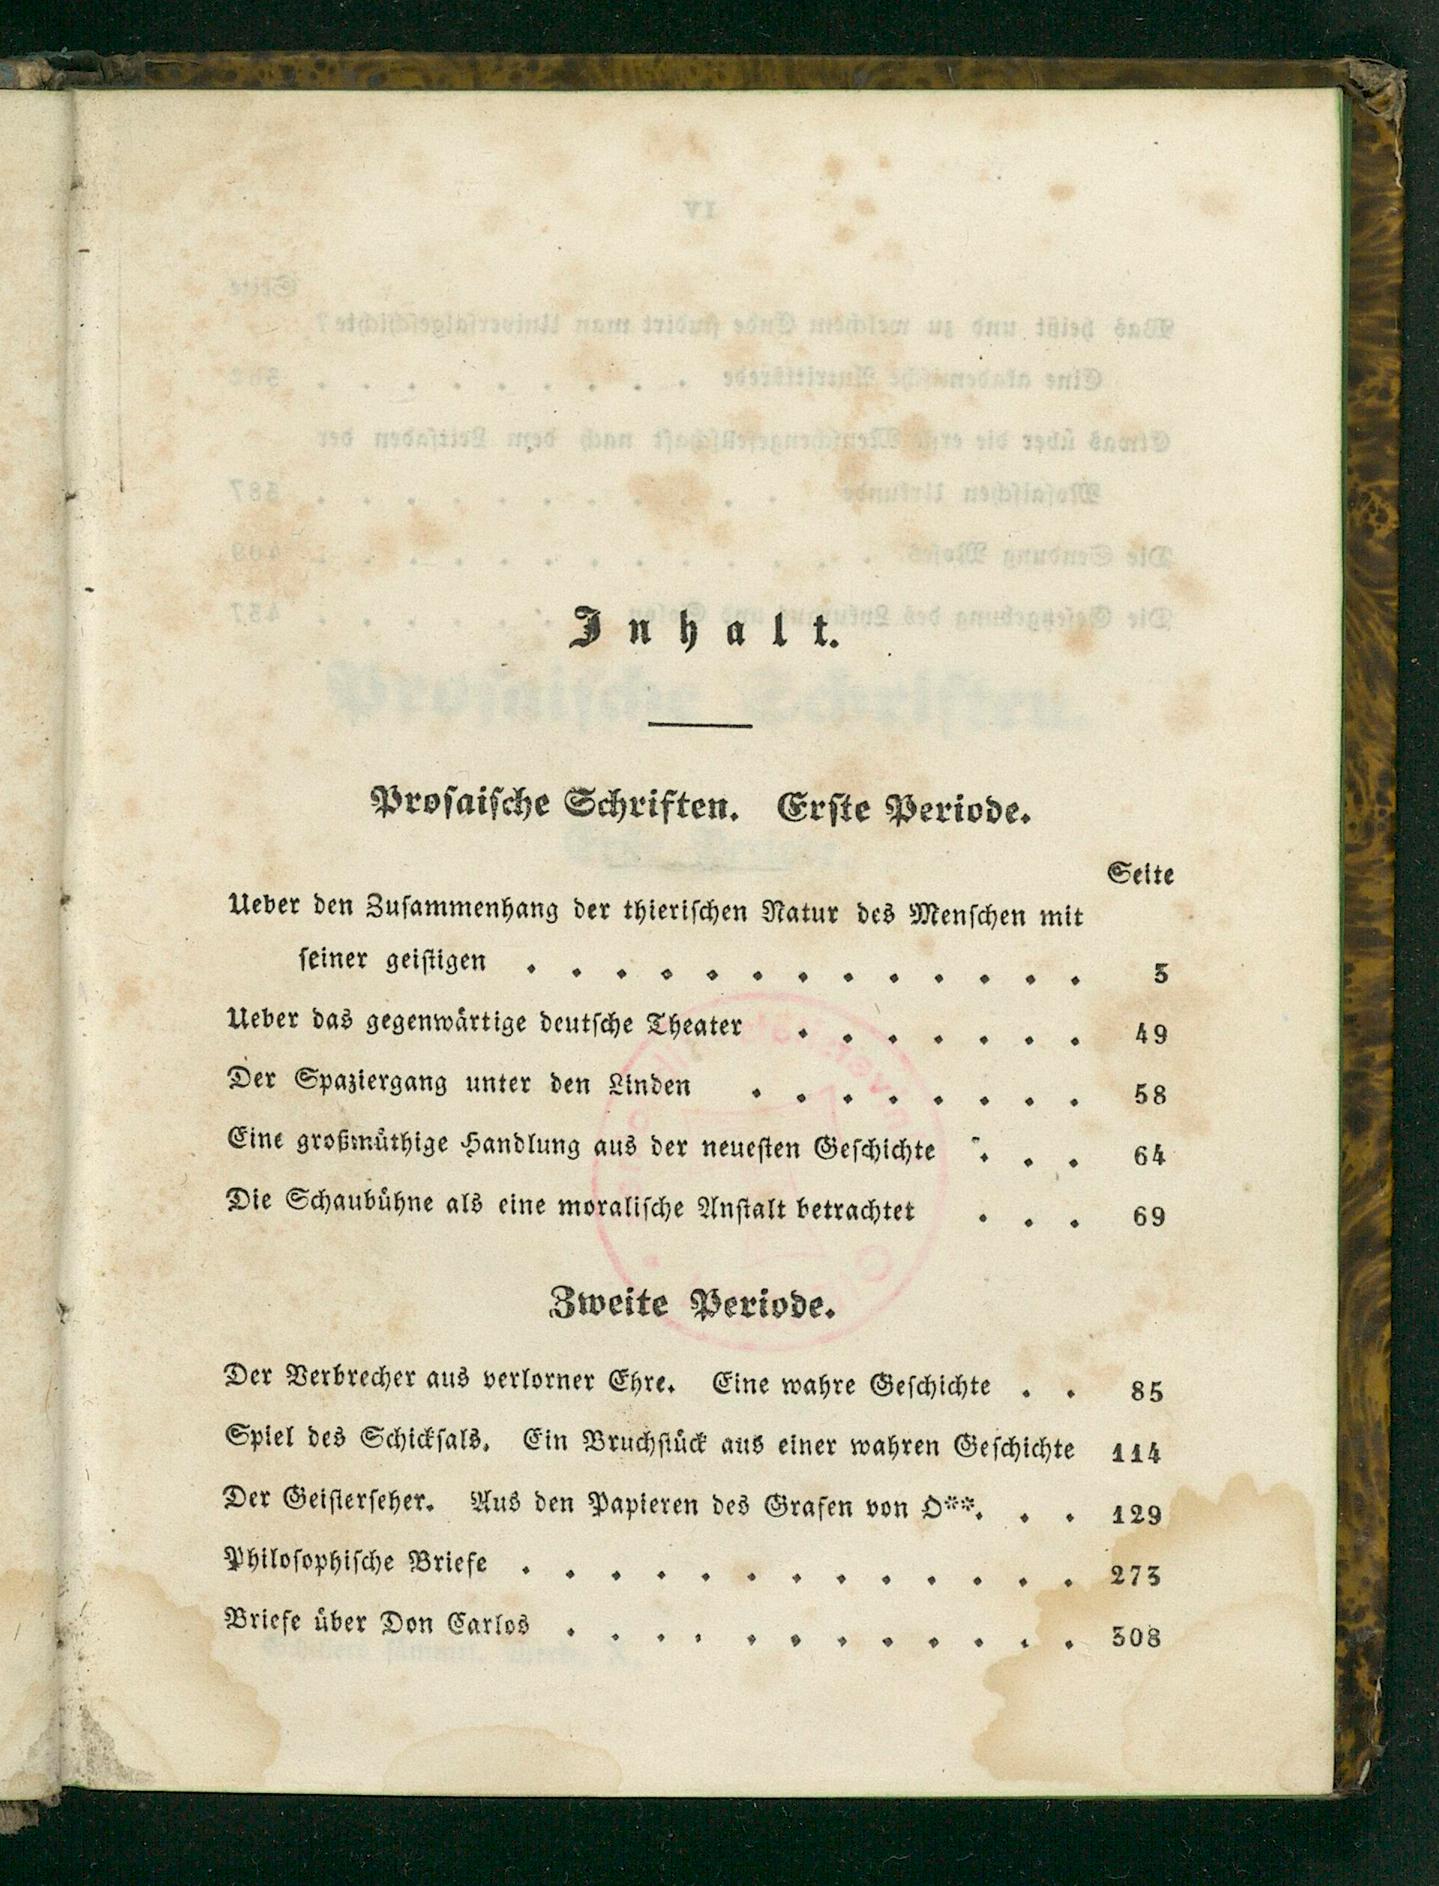 Inhalt.
Prosaische Schriften. Erste Periode.
Seite
Ueber den Zusammenhang der thierischen Natur des Menschen mit
seiner geistigen . . . . . . . . . . . . . 3
Ueber das gegenwärtige deutsche Theater . . . . . . . 49
Der Spaziergang unter den Linden . . . . . . . . 58
Eine großmüthige Handlung aus der neuesten Geschichte . . . 64
Die Schaubühne als eine moralische Anstalt betrachtet . . . 69
Zweite Periode.
Der Verbrecher aus verlorner Ehre. Eine wahre Geschichte . . 85
Spiel des Schicksals. Ein Bruchstück aus einer wahren Geschichte 114
Der Geisterseher. Aus den Papieren des Grafen von O**. . . 129
Philosophische Briefe . . . . . . . . . . . . . 273
Briefe über Don Carlos . . . . . . . . . . . . 308